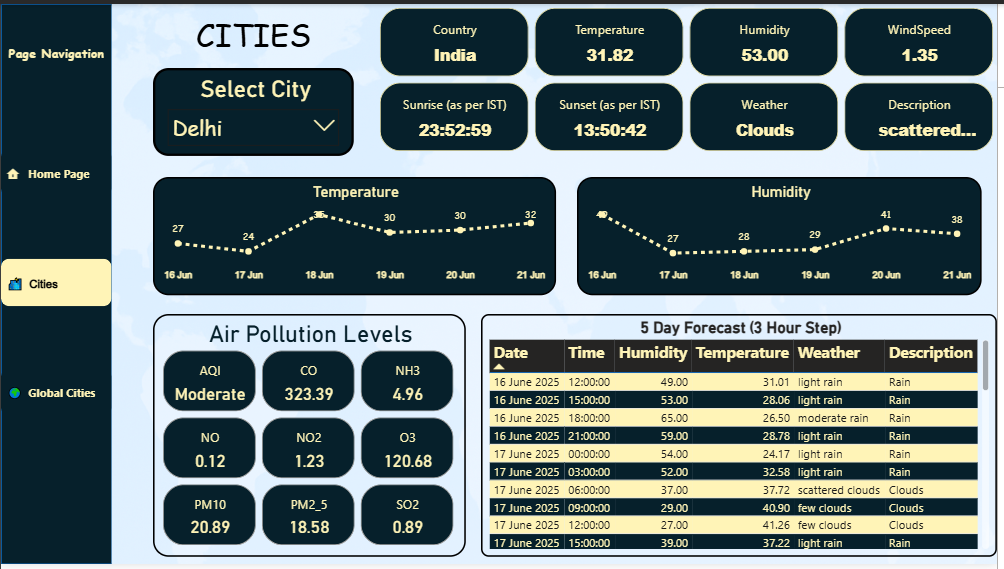 Page Navigation
Home Page
Cities
Global Cities
CITIES
Select City
Delhi
Country
India
Temperature
31.82
Humidity
53.00
WindSpeed
1.35
Sunrise (as per IST)
23:52:59
Sunset (as per IST)
13:50:42
Weather
Clouds
Description
scattered...
Temperature
27
24
30
30
32
16 Jun 17 Jun 18 Jun 19 Jun 20 Jun 21 Jun
Humidity
27
28
29
41
38
16 Jun 17 Jun 18 Jun 19 Jun 20 Jun 21 Jun
Air Pollution Levels
AQI
Moderate
CO
323.39
NH3
4.96
NO
0.12
NO2
1.23
O3
120.68
PM10
20.89
PM2_5
18.58
SO2
0.89
5 Day Forecast (3 Hour Step)
Date Time Humidity Temperature Weather Description
16 June 2025 12:00:00 49.00 31.01 light rain Rain
16 June 2025 15:00:00 53.00 28.06 light rain Rain
16 June 2025 18:00:00 65.00 26.50 moderate rain Rain
16 June 2025 21:00:00 59.00 28.78 light rain Rain
17 June 2025 00:00:00 54.00 24.17 light rain Rain
17 June 2025 03:00:00 52.00 32.58 light rain Rain
17 June 2025 06:00:00 37.00 37.72 scattered clouds Clouds
17 June 2025 09:00:00 29.00 40.90 few clouds Clouds
17 June 2025 12:00:00 27.00 41.26 few clouds Clouds
17 June 2025 15:00:00 39.00 37.22 light rain Rain